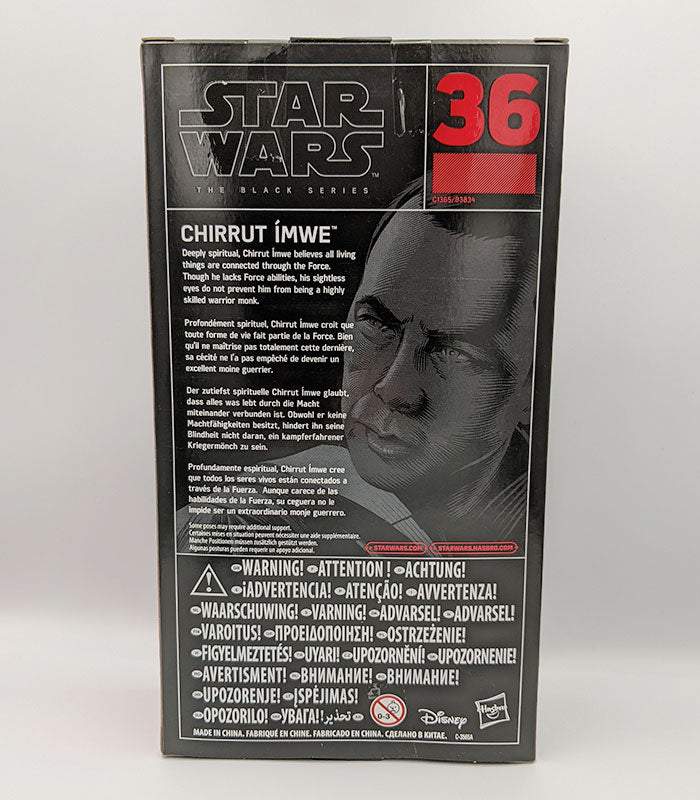 STAR
WARS™
THE BLACK SERIES
36
C1365/B3834
CHIRRUT ÍMWE™
Deeply spiritual, Chirrut Ímwe believes all living
things are connected through the Force.
Though he lacks Force abilities, his sightless
eyes do not prevent him from being a highly
skilled warrior monk.
Profondément spirituel, Chirrut Ímwe croit que
toute forme de vie fait partie de la Force. Bien
qu'il ne maîtrise pas totalement cette dernière,
sa cécité ne l'a pas empêché de devenir un
excellent moine guerrier.
Der zutiefst spirituelle Chirrut Ímwe glaubt,
dass alles was lebt durch die Macht
miteinander verbunden ist. Obwohl er keine
Machtfähigkeiten besitzt, hindert ihn seine
Blindheit nicht daran, ein kampferfahrener
Kriegermönch zu sein.
Profundamente espiritual, Chirrut Ímwe cree
que todos los seres vivos están conectados a
través de la Fuerza. Aunque carece de las
habilidades de la Fuerza, su ceguera no le
impide ser un extraordinario monje guerrero.
Some poses may require additional support.
Certaines mises en situation peuvent nécessiter une aide supplémentaire.
Manche Positionen müssen zusätzlich gestützt werden.
Algunas posturas pueden requerir un apoyo adicional.
STARWARS.COM STARWARS.HASBRO.COM
WARNING! ATTENTION ! ACHTUNG!
¡ADVERTENCIA! ATENÇÃO! AVVERTENZA!
WAARSCHUWING! VARNING! ADVARSEL! ADVARSEL!
VAROITUS! ΠΡΕΙΔΟΠΟΙΗΣΗ! OSTRZEŻENIE!
FIGYELMEZTETÉS! UYARI! UPOZORNĚNÍ! UPOZORNENIE!
AVERTISMENT! ВНИМАНИЕ! ВНИМАНИЕ!
UPOZORENJE! ĮSPĖJIMAS!
OPOZORILO! УВАГА! تحذير!
0-3
Disney
Hasbro
MADE IN CHINA. FABRIQUÉ EN CHINE. FABRICADO EN CHINA. СДЕЛАНО В КИТАЕ. C-3505A